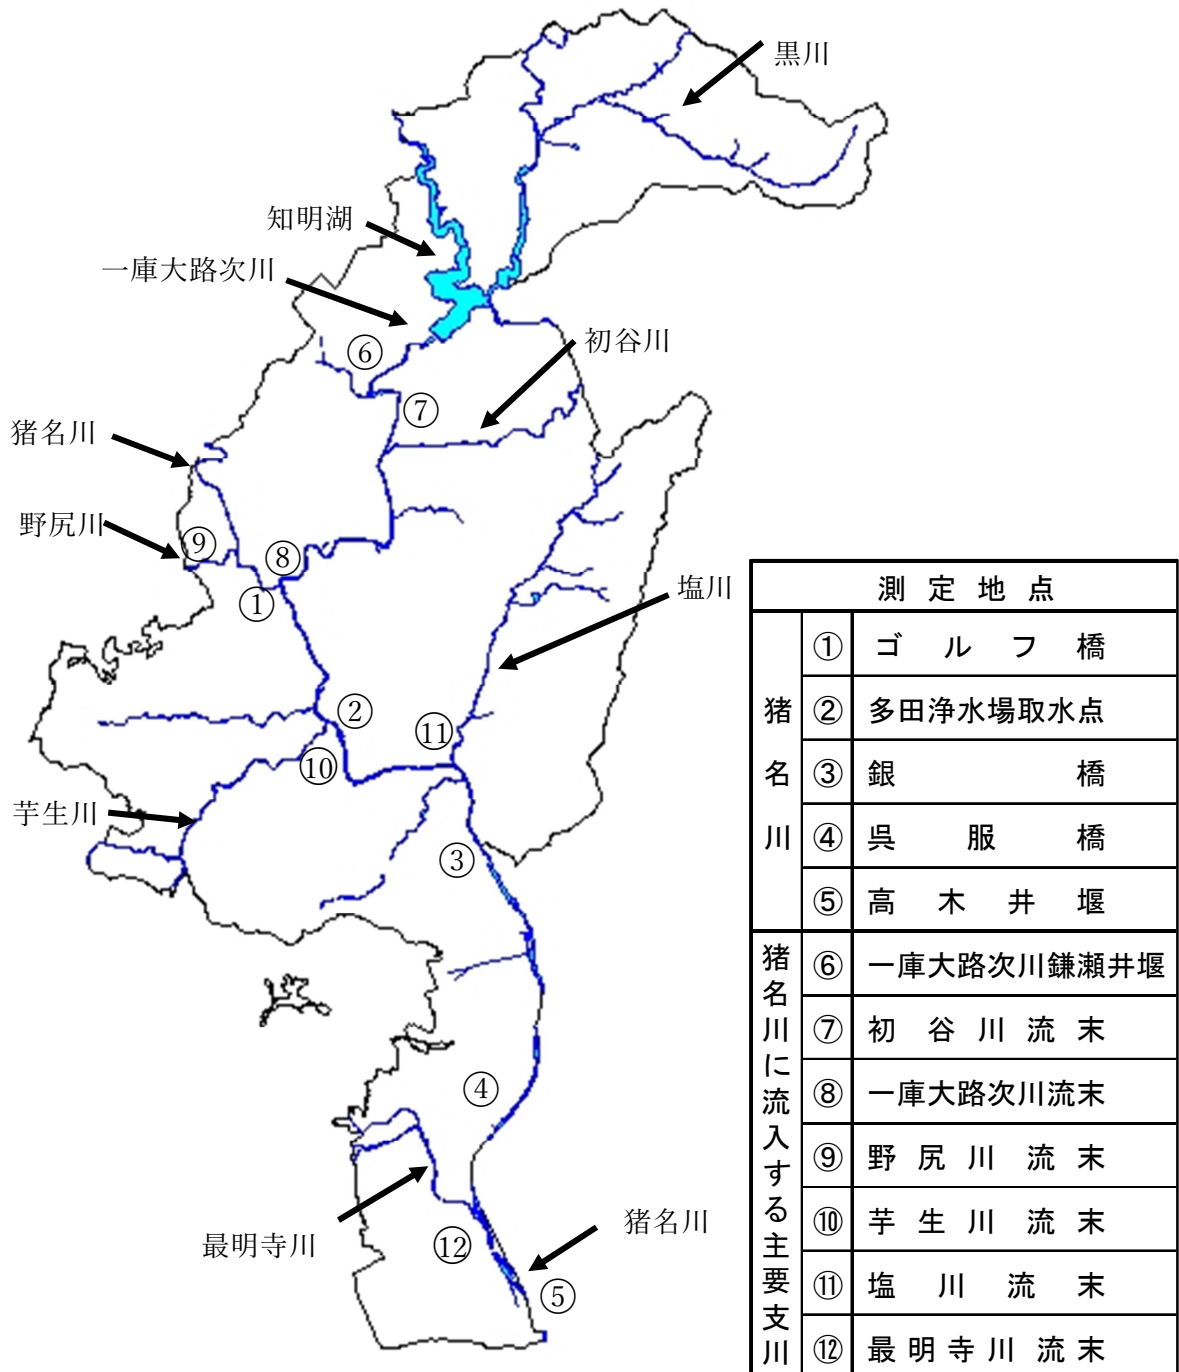 黒川
知明湖
一庫大路次川
⑥
初谷川
⑦
猪名川
野尻川
⑨
⑧
①
塩川
②
⑪
⑩
芋生川
③
④
最明寺川
⑫
猪名川
⑤
測定地点
猪名川
① ゴルフ橋
② 多田浄水場取水点
③ 銀橋
④ 呉服橋
⑤ 高木井堰
猪名川に流入する主要支川
⑥ 一庫大路次川鎌瀬井堰
⑦ 初谷川流末
⑧ 一庫大路次川流末
⑨ 野尻川流末
⑩ 芋生川流末
⑪ 塩川流末
⑫ 最明寺川流末